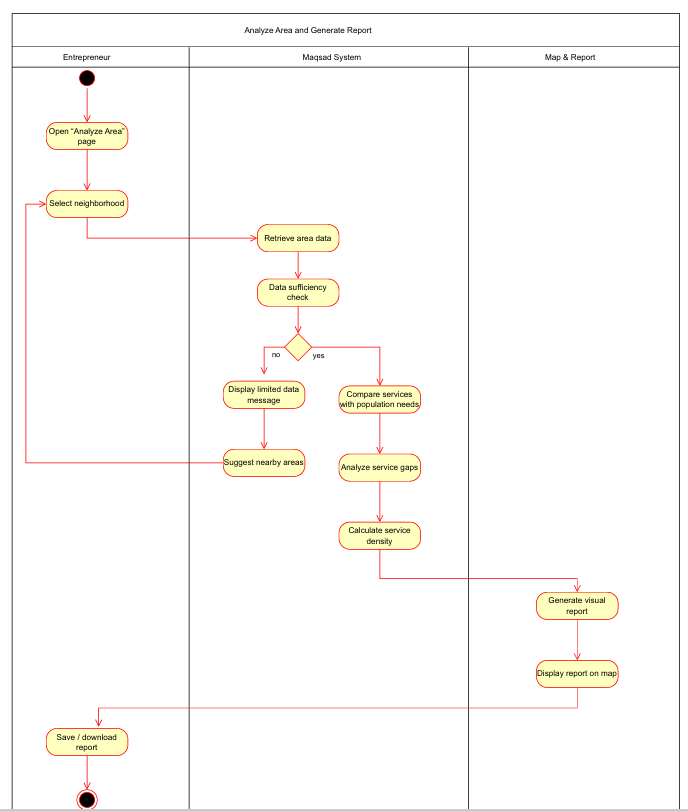 Analyze Area and Generate Report
Entrepreneur
Maqsad System
Map & Report
Open “Analyze Area”
page
Select neighborhood
Retrieve area data
Data sufficiency
check
no
yes
Display limited data
message
Compare services
with population needs
Suggest nearby areas
Analyze service gaps
Calculate service
density
Generate visual
report
Display report on map
Save / download
report